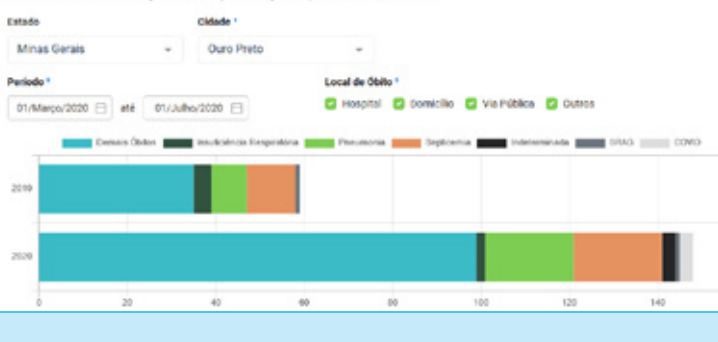 Estado Cidade *
Minas Gerais Ouro Preto
Período * Local de Óbito *
01/Março/2020 até 01/Julho/2020 Hospital Domicílio Via Pública Outros
Demais Óbitos Insuficiência Respiratória Pneumonia Septicemia Indeterminada SRAG COVID
2019
2020
0 20 40 60 80 100 120 140